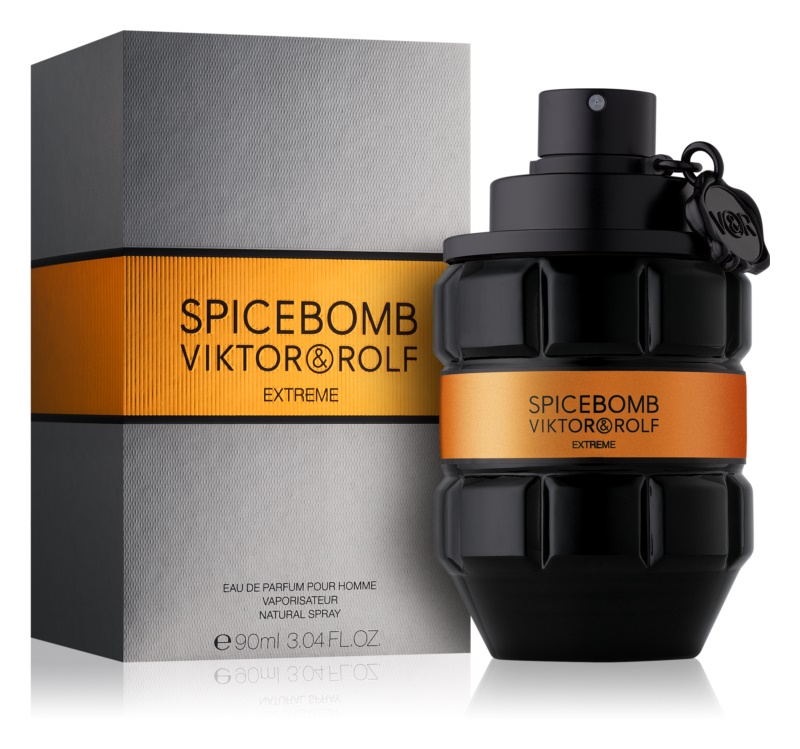 SPICEBOMB
VIKTOR&ROLF
EXTREME
EAU DE PARFUM POUR HOMME
VAPORISATEUR
NATURAL SPRAY
℮ 90ml 3.04 FL.OZ.
V&R
SPICEBOMB
VIKTOR&ROLF
EXTREME